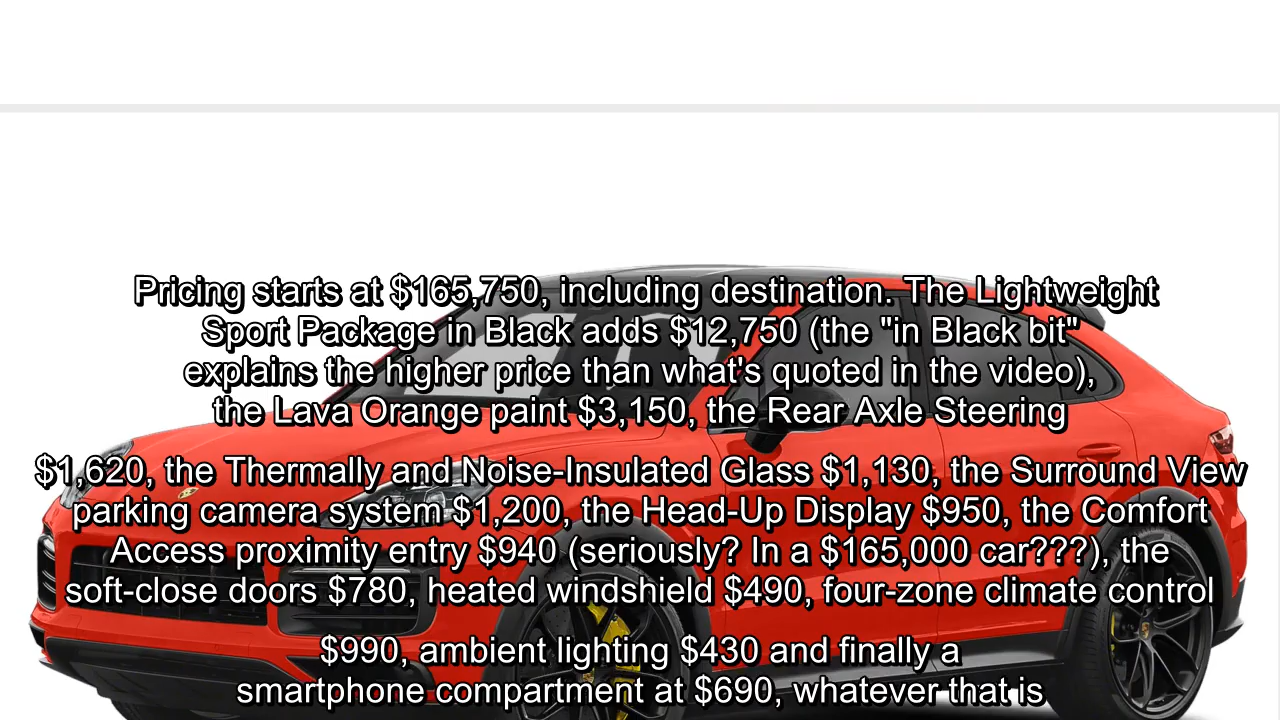 Pricing starts at $165,750, including destination. The Lightweight
Sport Package in Black adds $12,750 (the "in Black bit"
explains the higher price than what's quoted in the video),
the Lava Orange paint $3,150, the Rear Axle Steering
$1,620, the Thermally and Noise-Insulated Glass $1,130, the Surround View
parking camera system $1,200, the Head-Up Display $950, the Comfort
Access proximity entry $940 (seriously? In a $165,000 car???), the
soft-close doors $780, heated windshield $490, four-zone climate control
$990, ambient lighting $430 and finally a
smartphone compartment at $690, whatever that is